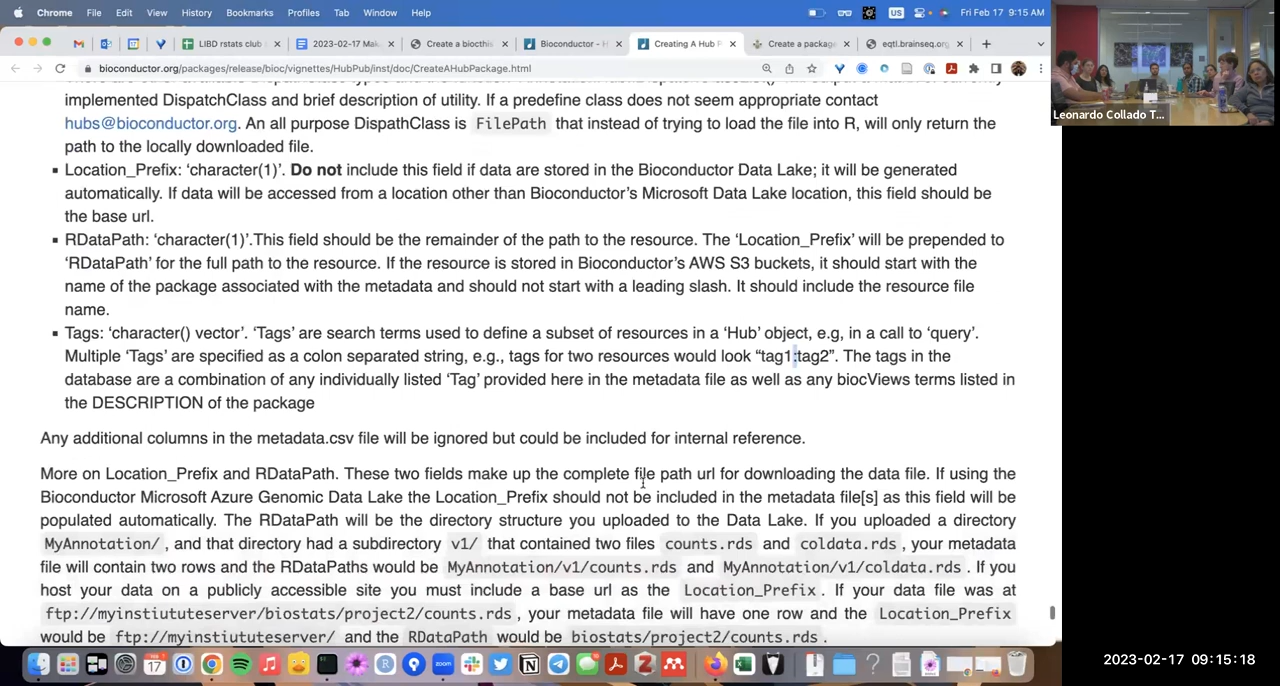 Chrome File Edit View History Bookmarks Profiles Tab Window Help US Fri Feb 17 9:15 AM
LIBD rstats club 2023-02-17 Mak Create a biocthis Bioconductor - H Creating A Hub P Create a package eqtl.brainseq.org
bioconductor.org/packages/release/bioc/vignettes/HubPub/inst/doc/CreateAHubPackage.html
implemented DispatchClass and brief description of utility. If a predefine class does not seem appropriate contact
hubs@bioconductor.org. An all purpose DispathClass is FilePath that instead of trying to load the file into R, will only return the
path to the locally downloaded file.
Location_Prefix: ‘character(1)’. Do not include this field if data are stored in the Bioconductor Data Lake; it will be generated
automatically. If data will be accessed from a location other than Bioconductor’s Microsoft Data Lake location, this field should be
the base url.
RDataPath: ‘character(1)’.This field should be the remainder of the path to the resource. The ‘Location_Prefix’ will be prepended to
‘RDataPath’ for the full path to the resource. If the resource is stored in Bioconductor’s AWS S3 buckets, it should start with the
name of the package associated with the metadata and should not start with a leading slash. It should include the resource file
name.
Tags: ‘character() vector’. ‘Tags’ are search terms used to define a subset of resources in a ‘Hub’ object, e.g, in a call to ‘query’.
Multiple ‘Tags’ are specified as a colon separated string, e.g., tags for two resources would look “tag1:tag2”. The tags in the
database are a combination of any individually listed ‘Tag’ provided here in the metadata file as well as any biocViews terms listed in
the DESCRIPTION of the package
Any additional columns in the metadata.csv file will be ignored but could be included for internal reference.
More on Location_Prefix and RDataPath. These two fields make up the complete file path url for downloading the data file. If using the
Bioconductor Microsoft Azure Genomic Data Lake the Location_Prefix should not be included in the metadata file[s] as this field will be
populated automatically. The RDataPath will be the directory structure you uploaded to the Data Lake. If you uploaded a directory
MyAnnotation/ , and that directory had a subdirectory v1/ that contained two files counts.rds and coldata.rds , your metadata
file will contain two rows and the RDataPaths would be MyAnnotation/v1/counts.rds and MyAnnotation/v1/coldata.rds . If you
host your data on a publicly accessible site you must include a base url as the Location_Prefix . If your data file was at
ftp://myinstiututeserver/biostats/project2/counts.rds , your metadata file will have one row and the Location_Prefix
would be ftp://myinstiututeserver/ and the RDataPath would be biostats/project2/counts.rds .
Leonardo Collado T...
2023-02-17 09:15:18